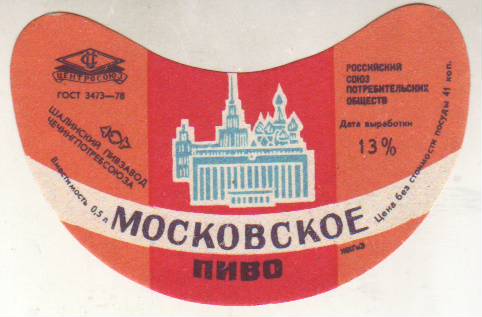 ЦЕНТРОСОЮЗ
ГОСТ 3473—78
ШАЛИНСКИЙ ПИВЗАВОД
ЧЕЧИНГПОТРЕБСОЮЗА
Вместимость 0,5 л
РОССИЙСКИЙ
СОЮЗ
ПОТРЕБИТЕЛЬСКИХ
ОБЩЕСТВ
Дата выработки
13%
Цена без стоимости посуды 41 коп.
МОСКОВСКОЕ
ПИВО